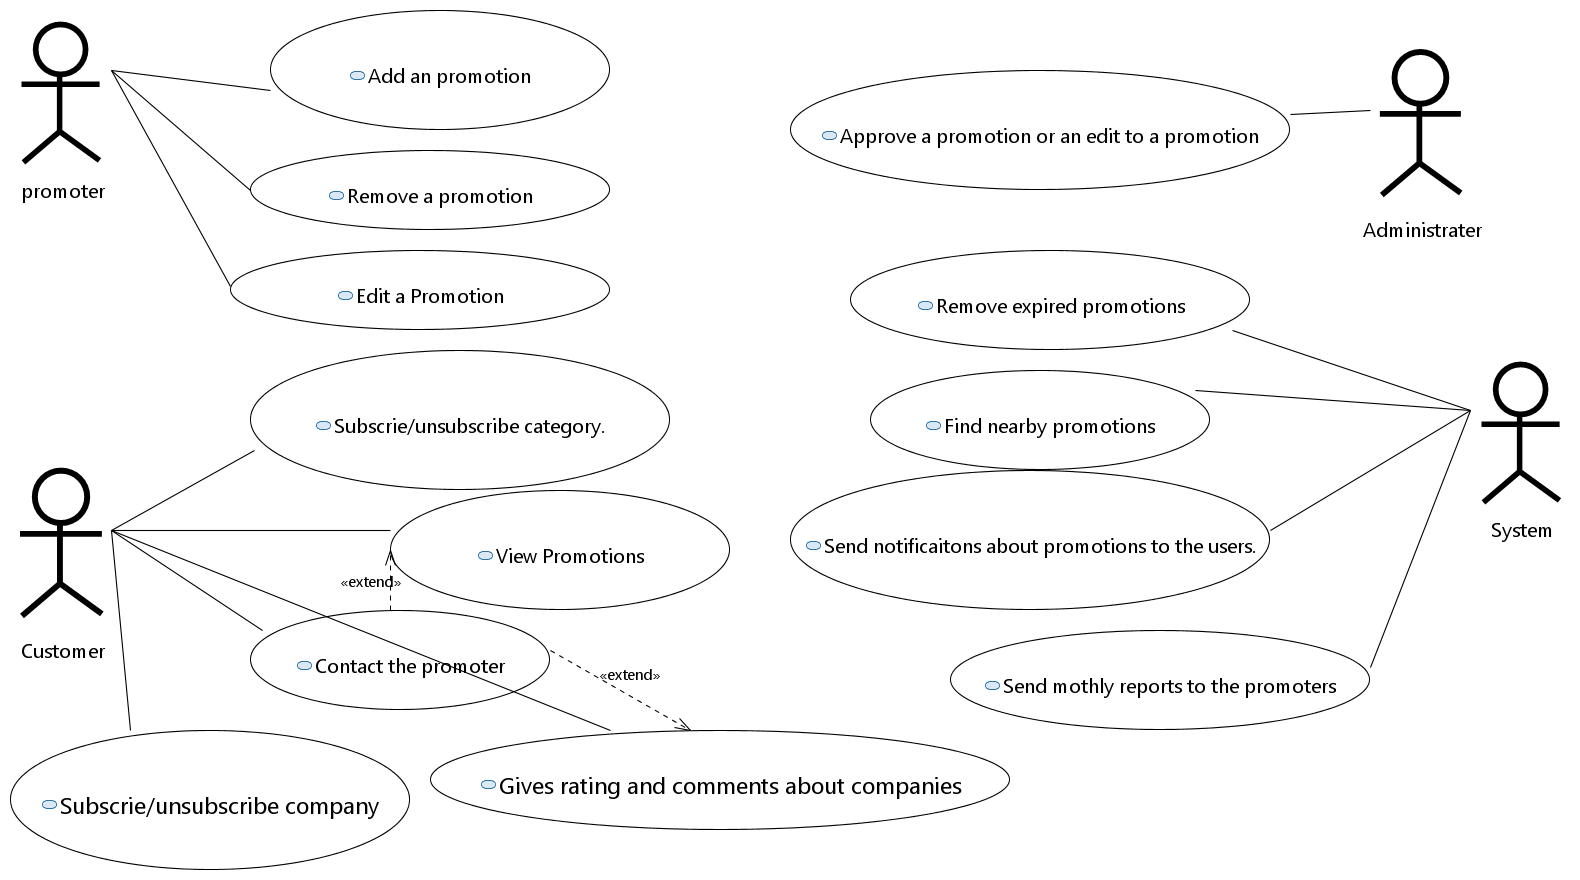 Add an promotion
promoter
Remove a promotion
Edit a Promotion
Approve a promotion or an edit to a promotion
Administrater
Remove expired promotions
Find nearby promotions
Send notificaitons about promotions to the users.
System
Send mothly reports to the promoters
Subscrie/unsubscribe category.
View Promotions
«extend»
Customer
Contact the promoter
«extend»
Subscrie/unsubscribe company
Gives rating and comments about companies